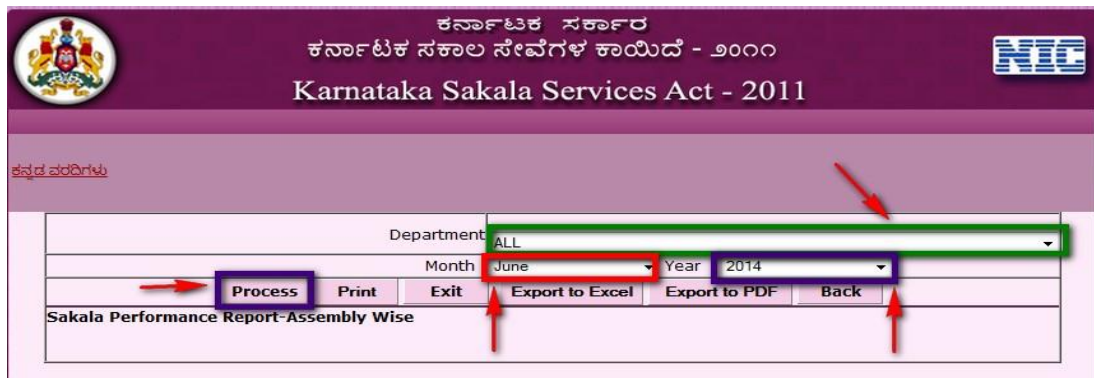 ಕರ್ನಾಟಕ ಸರ್ಕಾರ
ಕರ್ನಾಟಕ ಸಕಾಲ ಸೇವೆಗಳ ಕಾಯಿದೆ - ೨೦೧೧
NIC
Karnataka Sakala Services Act - 2011
ಕನ್ನಡ ವರದಿಗಳು
Department ALL
Month June Year 2014
Process Print Exit Export to Excel Export to PDF Back
Sakala Performance Report-Assembly Wise